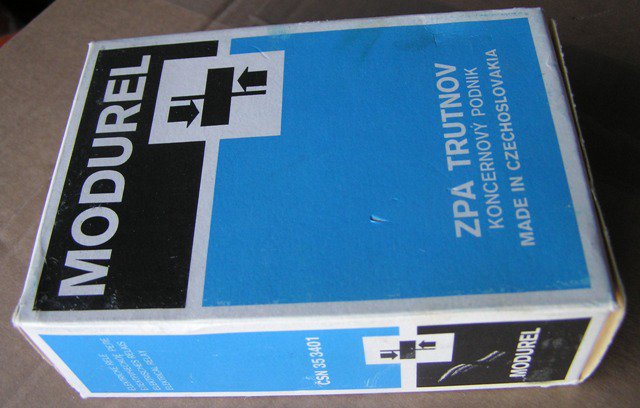 MODUREL
ZPA TRUTNOV
KONCERNOVÝ PODNIK
MADE IN CZECHOSLOVAKIA
ČSN 35 3401
MODUREL